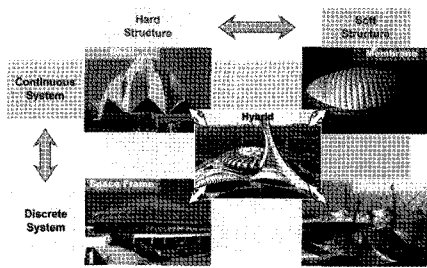 Hard
Structure
Soft
Structure
Membrane
Continuous
System
Hybrid
Space Frame
Discrete
System